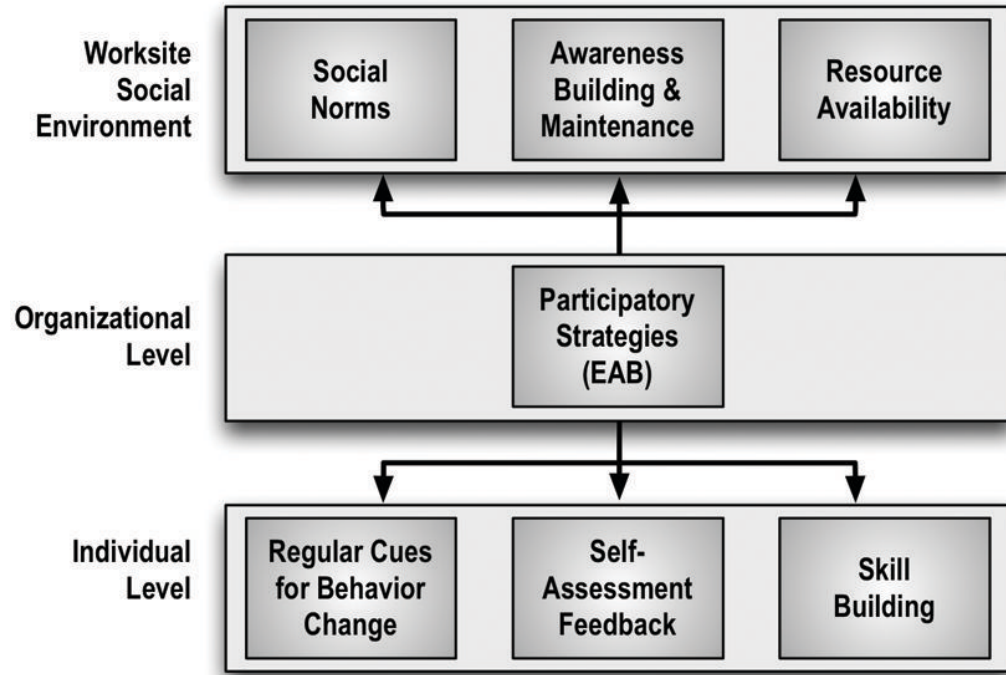 Worksite
Social
Environment
Social
Norms
Awareness
Building &
Maintenance
Resource
Availability
Organizational
Level
Participatory
Strategies
(EAB)
Individual
Level
Regular Cues
for Behavior
Change
Self-
Assessment
Feedback
Skill
Building